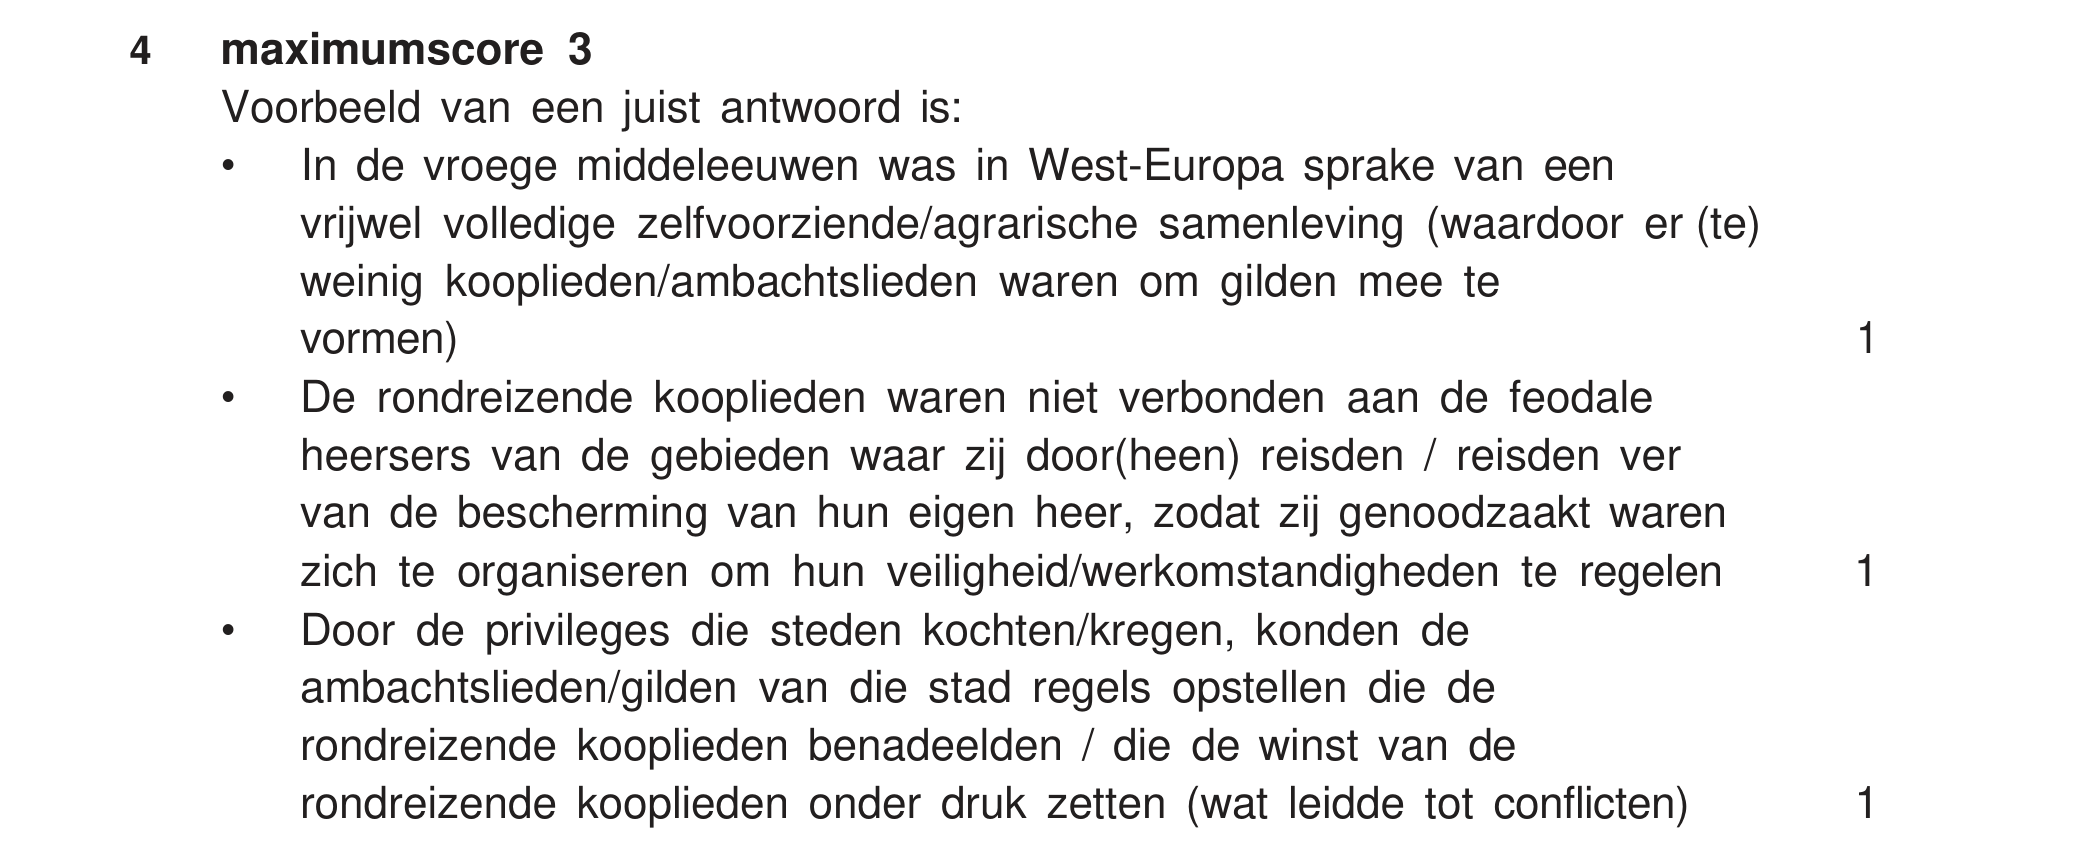 4 maximumscore 3
Voorbeeld van een juist antwoord is:
• In de vroege middeleeuwen was in West-Europa sprake van een
vrijwel volledige zelfvoorziende/agrarische samenleving (waardoor er (te)
weinig kooplieden/ambachtslieden waren om gilden mee te
vormen) 1
• De rondreizende kooplieden waren niet verbonden aan de feodale
heersers van de gebieden waar zij door(heen) reisden / reisden ver
van de bescherming van hun eigen heer, zodat zij genoodzaakt waren
zich te organiseren om hun veiligheid/werkomstandigheden te regelen 1
• Door de privileges die steden kochten/kregen, konden de
ambachtslieden/gilden van die stad regels opstellen die de
rondreizende kooplieden benadeelden / die de winst van de
rondreizende kooplieden onder druk zetten (wat leidde tot conflicten) 1